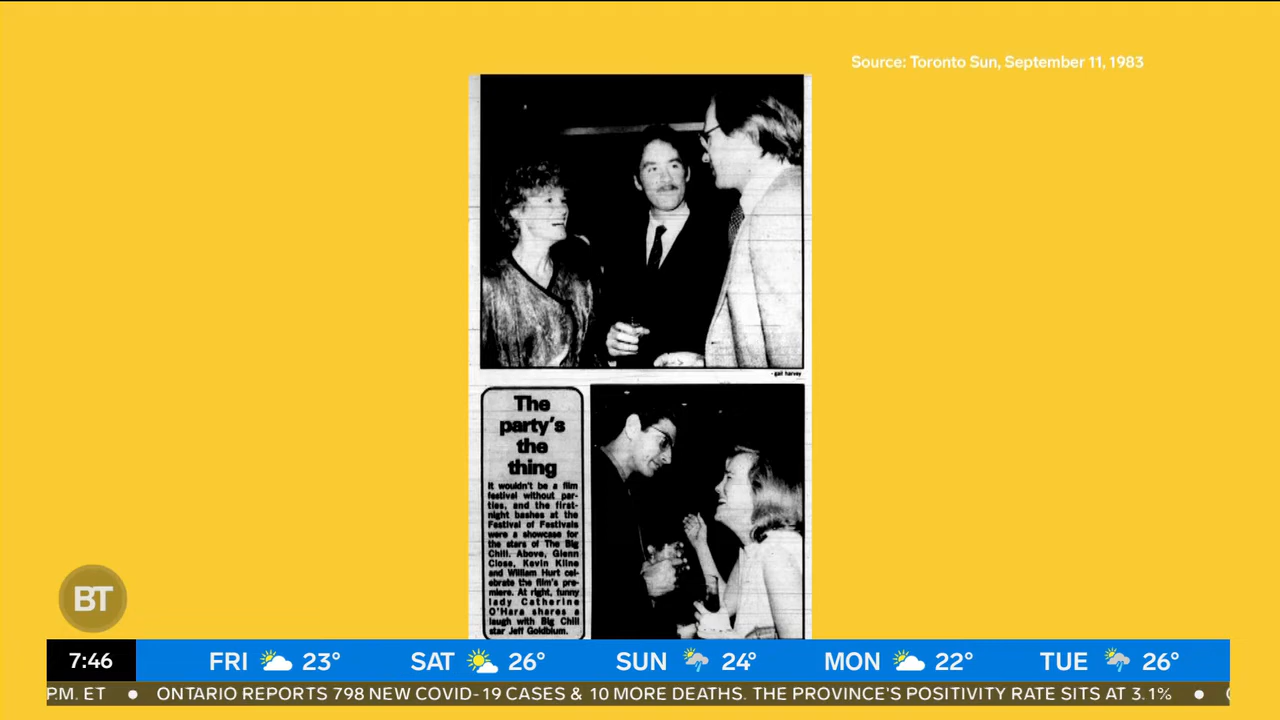 Source: Toronto Sun, September 11, 1983
- gail harvey
The
party's
the
thing
It wouldn't be a film
festival without par-
ties, and the first-
night bashes at the
Festival of Festivals
were a showcase for
the stars of The Big
Chill. Above, Glenn
Close, Kevin Kline
and William Hurt cel-
ebrate the film's pre-
miere. At right, funny
lady Catherine
O'Hara shares a
laugh with Big Chill
star Jeff Goldblum.
BT
7:46 FRI 23° SAT 26° SUN 24° MON 22° TUE 26°
P.M. ET • ONTARIO REPORTS 798 NEW COVID-19 CASES & 10 MORE DEATHS. THE PROVINCE'S POSITIVITY RATE SITS AT 3.1% •